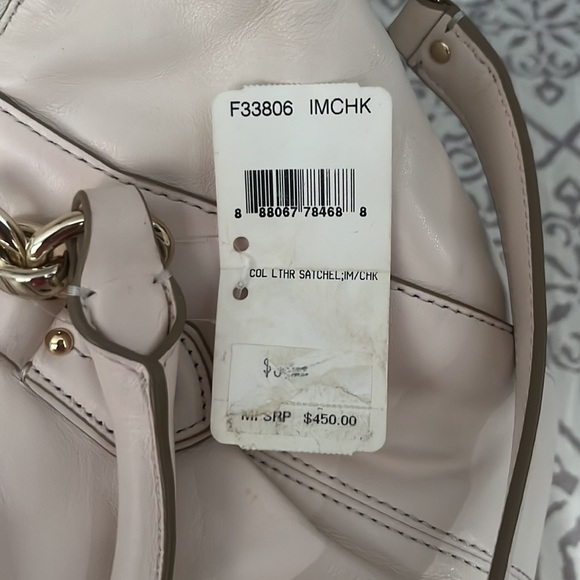 F33806 IMCHK
8 88067 78468 8
COL LTHR SATCHEL;IM/CHK
$
MFSRP $450.00